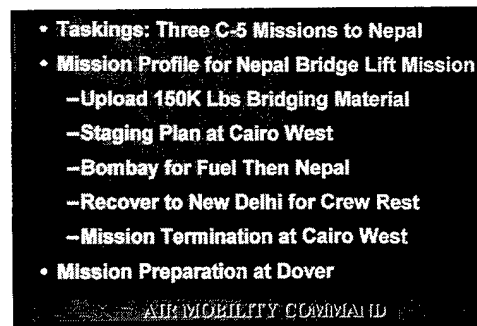 • Taskings: Three C-5 Missions to Nepal
• Mission Profile for Nepal Bridge Lift Mission
–Upload 150K Lbs Bridging Material
–Staging Plan at Cairo West
–Bombay for Fuel Then Nepal
–Recover to New Delhi for Crew Rest
–Mission Termination at Cairo West
• Mission Preparation at Dover
AIR MOBILITY COMMAND